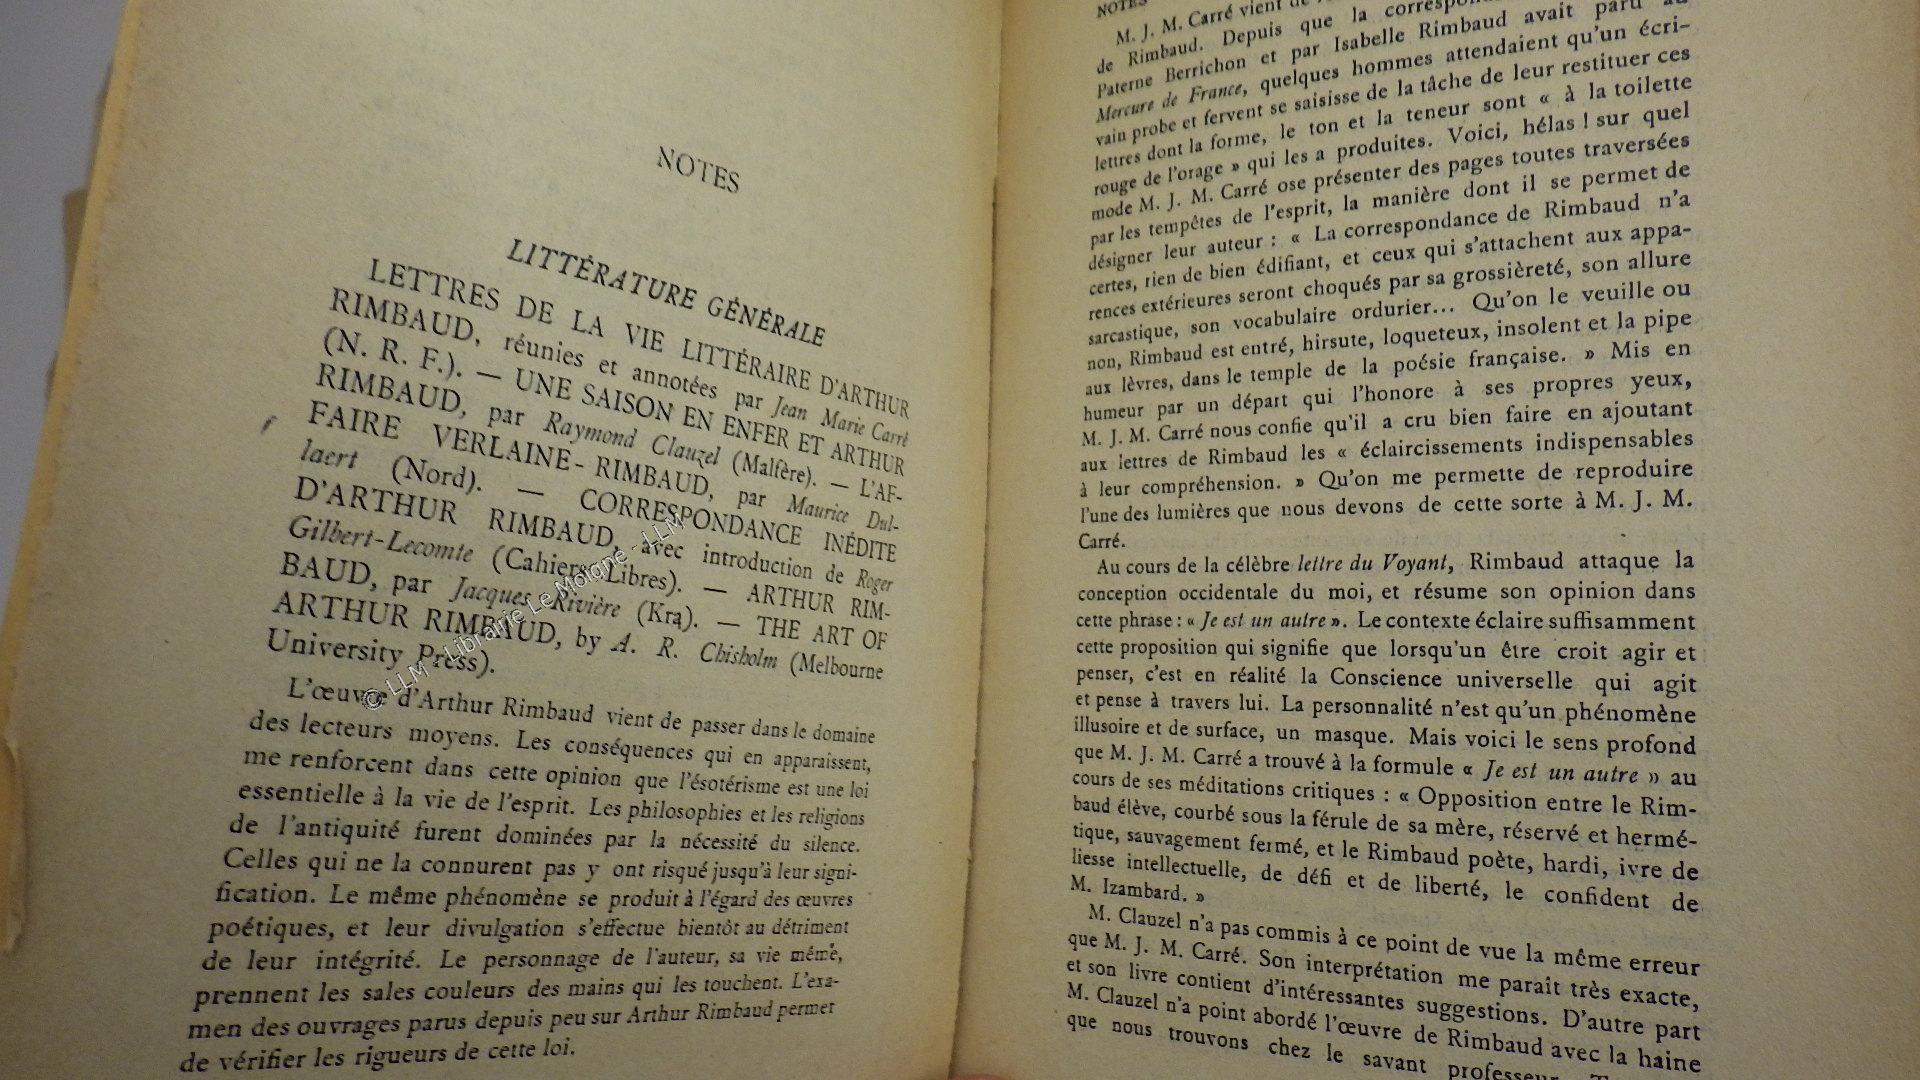 NOTES
LITTÉRATURE GÉNÉRALE
LETTRES DE LA VIE LITTÉRAIRE D'ARTHUR
RIMBAUD, réunies et annotées par Jean Marie Carré
(N. R. F.). — UNE SAISON EN ENFER ET ARTHUR
RIMBAUD, par Raymond Clauzel (Malfère). — L'AF-
FAIRE VERLAINE-RIMBAUD, par Maurice Dul-
laert (Nord). — CORRESPONDANCE INÉDITE
D'ARTHUR RIMBAUD, avec introduction de Roger
Gilbert-Lecomte (Cahiers Libres). — ARTHUR RIM-
BAUD, par Jacques Rivière (Kra). — THE ART OF
ARTHUR RIMBAUD, by A. R. Chisholm (Melbourne
University Press).
L'œuvre d'Arthur Rimbaud vient de passer dans le domaine
des lecteurs moyens. Les conséquences qui en apparaissent,
me renforcent dans cette opinion que l'ésotérisme est une loi
essentielle à la vie de l'esprit. Les philosophies et les religions
de l'antiquité furent dominées par la nécessité du silence.
Celles qui ne la connurent pas y ont risqué jusqu'à leur signi-
fication. Le même phénomène se produit à l'égard des œuvres
poétiques, et leur divulgation s'effectue bientôt au détriment
de leur intégrité. Le personnage de l'auteur, sa vie même,
prennent les sales couleurs des mains qui les touchent. L'exa-
men des ouvrages parus depuis peu sur Arthur Rimbaud permet
de vérifier les rigueurs de cette loi.
© LLM - Librairie Le Moigne - LLM
NOTES
M. J. M. Carré vient de
de Rimbaud. Depuis que la
Paterne Berrichon et par Isabelle Rimbaud avait paru au
Mercure de France, quelques hommes attendaient qu'un écri-
vain probe et fervent se saisisse de la tâche de leur restituer ces
lettres dont la forme, le ton et la teneur sont « à la toilette
rouge de l'orage » qui les a produites. Voici, hélas ! sur quel
mode M. J. M. Carré ose présenter des pages toutes traversées
par les tempêtes de l'esprit, la manière dont il se permet de
désigner leur auteur : « La correspondance de Rimbaud n'a
certes, rien de bien édifiant, et ceux qui s'attachent aux appa-
rences extérieures seront choqués par sa grossièreté, son allure
sarcastique, son vocabulaire ordurier... Qu'on le veuille ou
non, Rimbaud est entré, hirsute, loqueteux, insolent et la pipe
aux lèvres, dans le temple de la poésie française. » Mis en
humeur par un départ qui l'honore à ses propres yeux,
M. J. M. Carré nous confie qu'il a cru bien faire en ajoutant
aux lettres de Rimbaud les « éclaircissements indispensables
à leur compréhension. » Qu'on me permette de reproduire
l'une des lumières que nous devons de cette sorte à M. J. M.
Carré.
Au cours de la célèbre lettre du Voyant, Rimbaud attaque la
conception occidentale du moi, et résume son opinion dans
cette phrase : « Je est un autre ». Le contexte éclaire suffisamment
cette proposition qui signifie que lorsqu'un être croit agir et
penser, c'est en réalité la Conscience universelle qui agit
et pense à travers lui. La personnalité n'est qu'un phénomène
illusoire et de surface, un masque. Mais voici le sens profond
que M. J. M. Carré a trouvé à la formule « Je est un autre » au
cours de ses méditations critiques : « Opposition entre le Rim-
baud élève, courbé sous la férule de sa mère, réservé et hermé-
tique, sauvagement fermé, et le Rimbaud poète, hardi, ivre de
liesse intellectuelle, de défi et de liberté, le confident de
M. Izambard. »
M. Clauzel n'a pas commis à ce point de vue la même erreur
que M. J. M. Carré. Son interprétation me paraît très exacte,
et son livre contient d'intéressantes suggestions. D'autre part
M. Clauzel n'a point abordé l'œuvre de Rimbaud avec la haine
que nous trouvons chez le savant professeur.